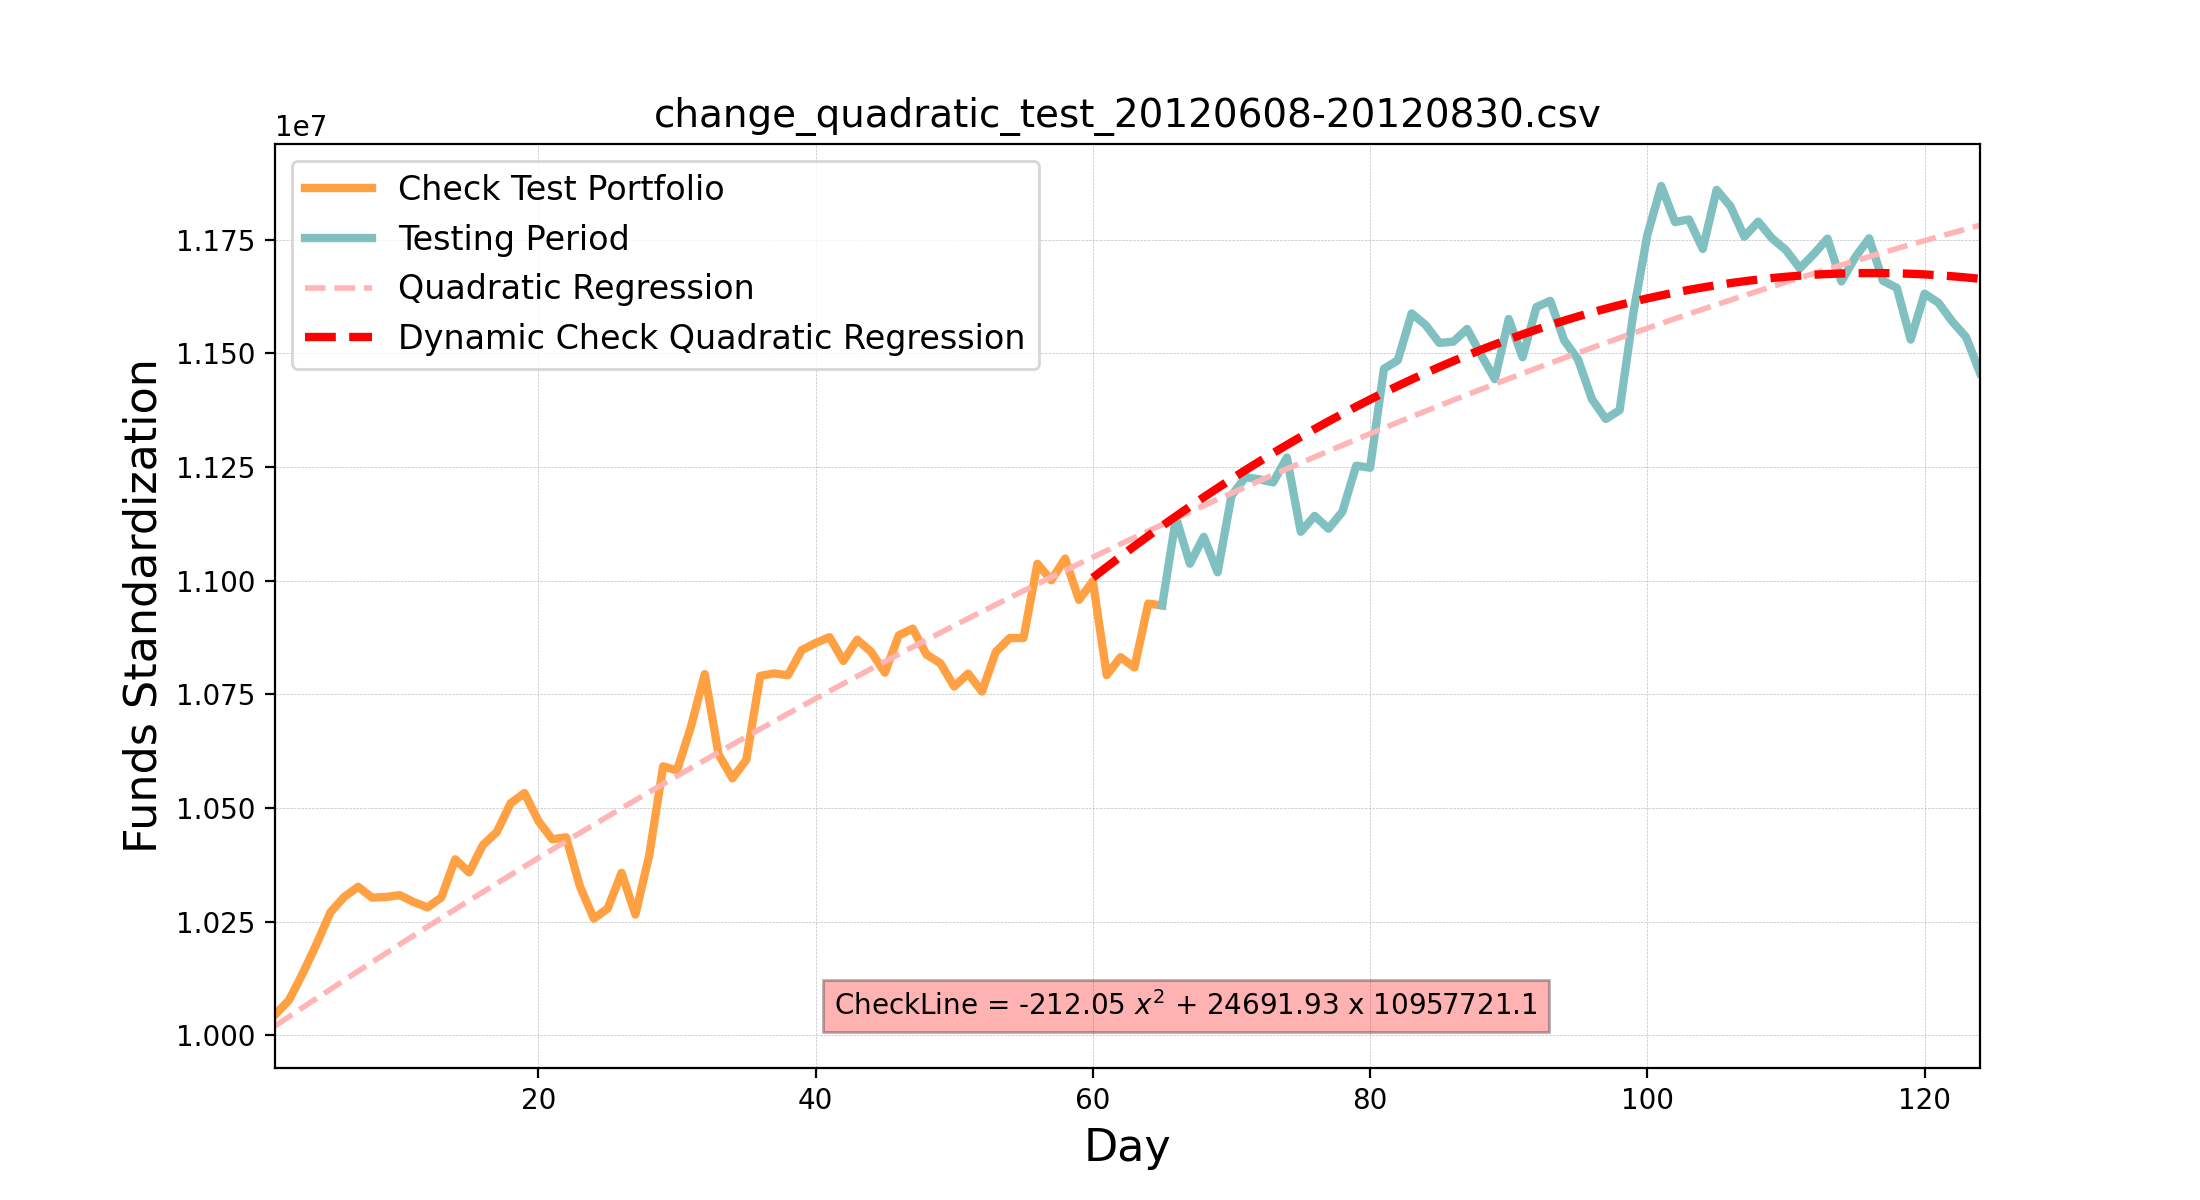 change_quadratic_test_20120608-20120830.csv
1e7
Check Test Portfolio
Testing Period
Quadratic Regression
Dynamic Check Quadratic Regression
1.175
1.150
1.125
1.100
1.075
1.050
1.025
1.000
Funds Standardization
CheckLine = -212.05 x² + 24691.93 x 10957721.1
20 40 60 80 100 120
Day